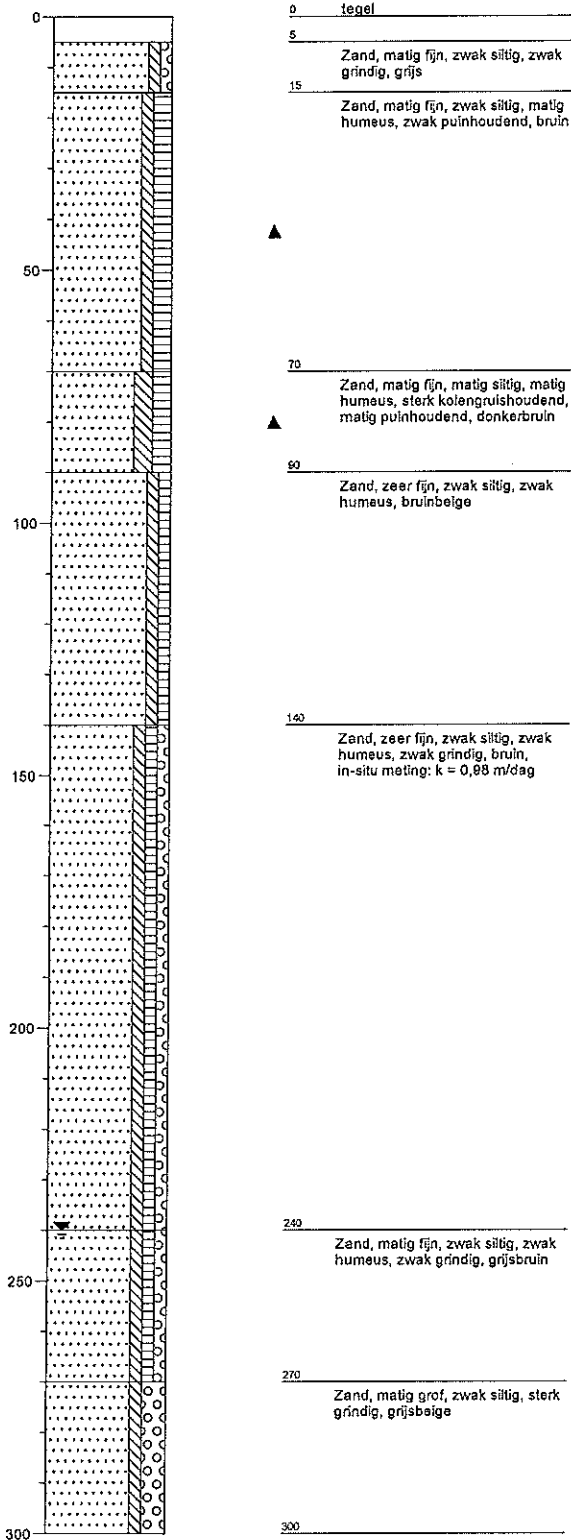 0
0 tegel
5
Zand, matig fijn, zwak siltig, zwak
grindig, grijs
15
Zand, matig fijn, zwak siltig, matig
humeus, zwak puinhoudend, bruin
50
70
Zand, matig fijn, matig siltig, matig
humeus, sterk kolengruishoudend,
matig puinhoudend, donkerbruin
90
Zand, zeer fijn, zwak siltig, zwak
humeus, bruinbeige
100
140
Zand, zeer fijn, zwak siltig, zwak
humeus, zwak grindig, bruin,
in-situ meting: k = 0,98 m/dag
150
200
240
Zand, matig fijn, zwak siltig, zwak
humeus, zwak grindig, grijsbruin
250
270
Zand, matig grof, zwak siltig, sterk
grindig, grijsbeige
300
300